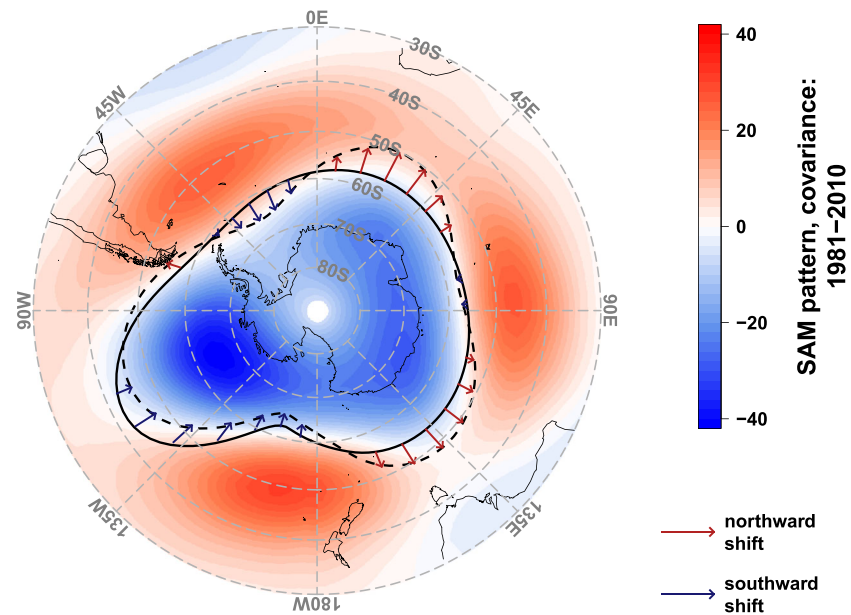 0E
30S
45W
45E
40S
50S
60S
70S
80S
90W
90E
135W
135E
180W
40
20
0
−20
−40
SAM pattern, covariance:
1981−2010
northward
shift
southward
shift